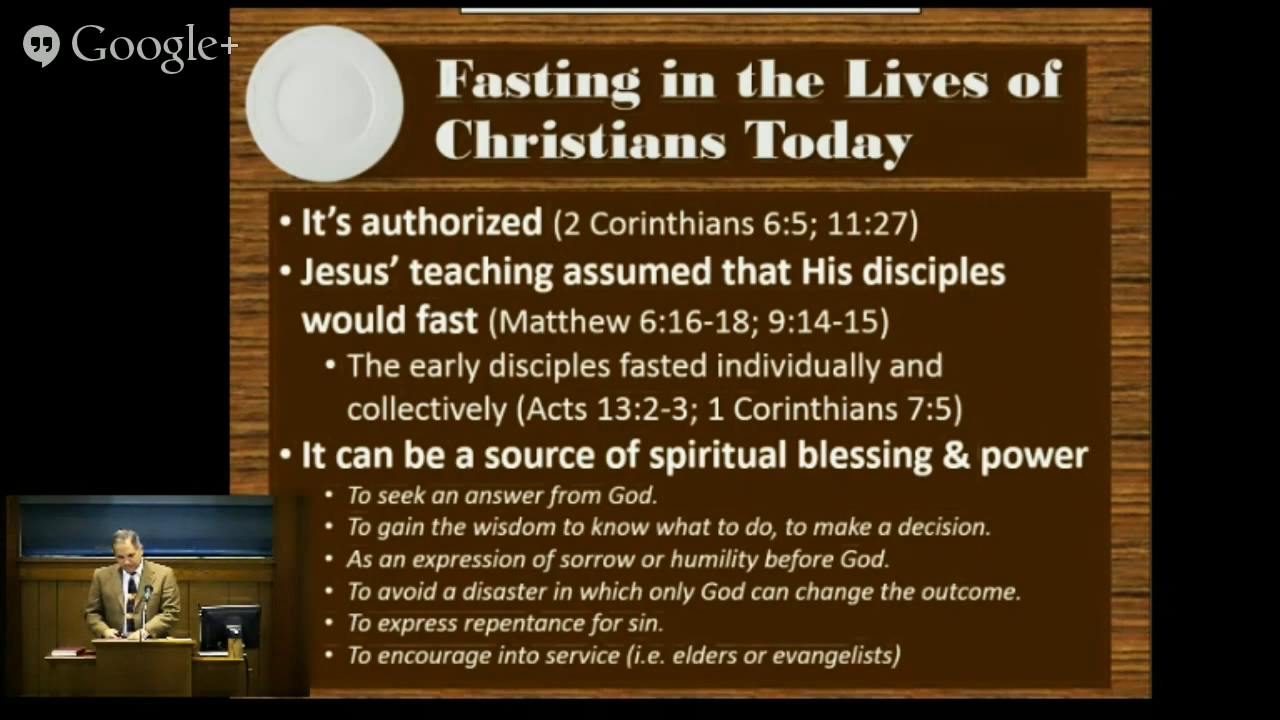 Google+
Fasting in the Lives of
Christians Today
• It's authorized (2 Corinthians 6:5; 11:27)
• Jesus' teaching assumed that His disciples
would fast (Matthew 6:16-18; 9:14-15)
• The early disciples fasted individually and
collectively (Acts 13:2-3; 1 Corinthians 7:5)
• It can be a source of spiritual blessing & power
• To seek an answer from God.
• To gain the wisdom to know what to do, to make a decision.
• As an expression of sorrow or humility before God.
• To avoid a disaster in which only God can change the outcome.
• To express repentance for sin.
• To encourage into service (i.e. elders or evangelists)